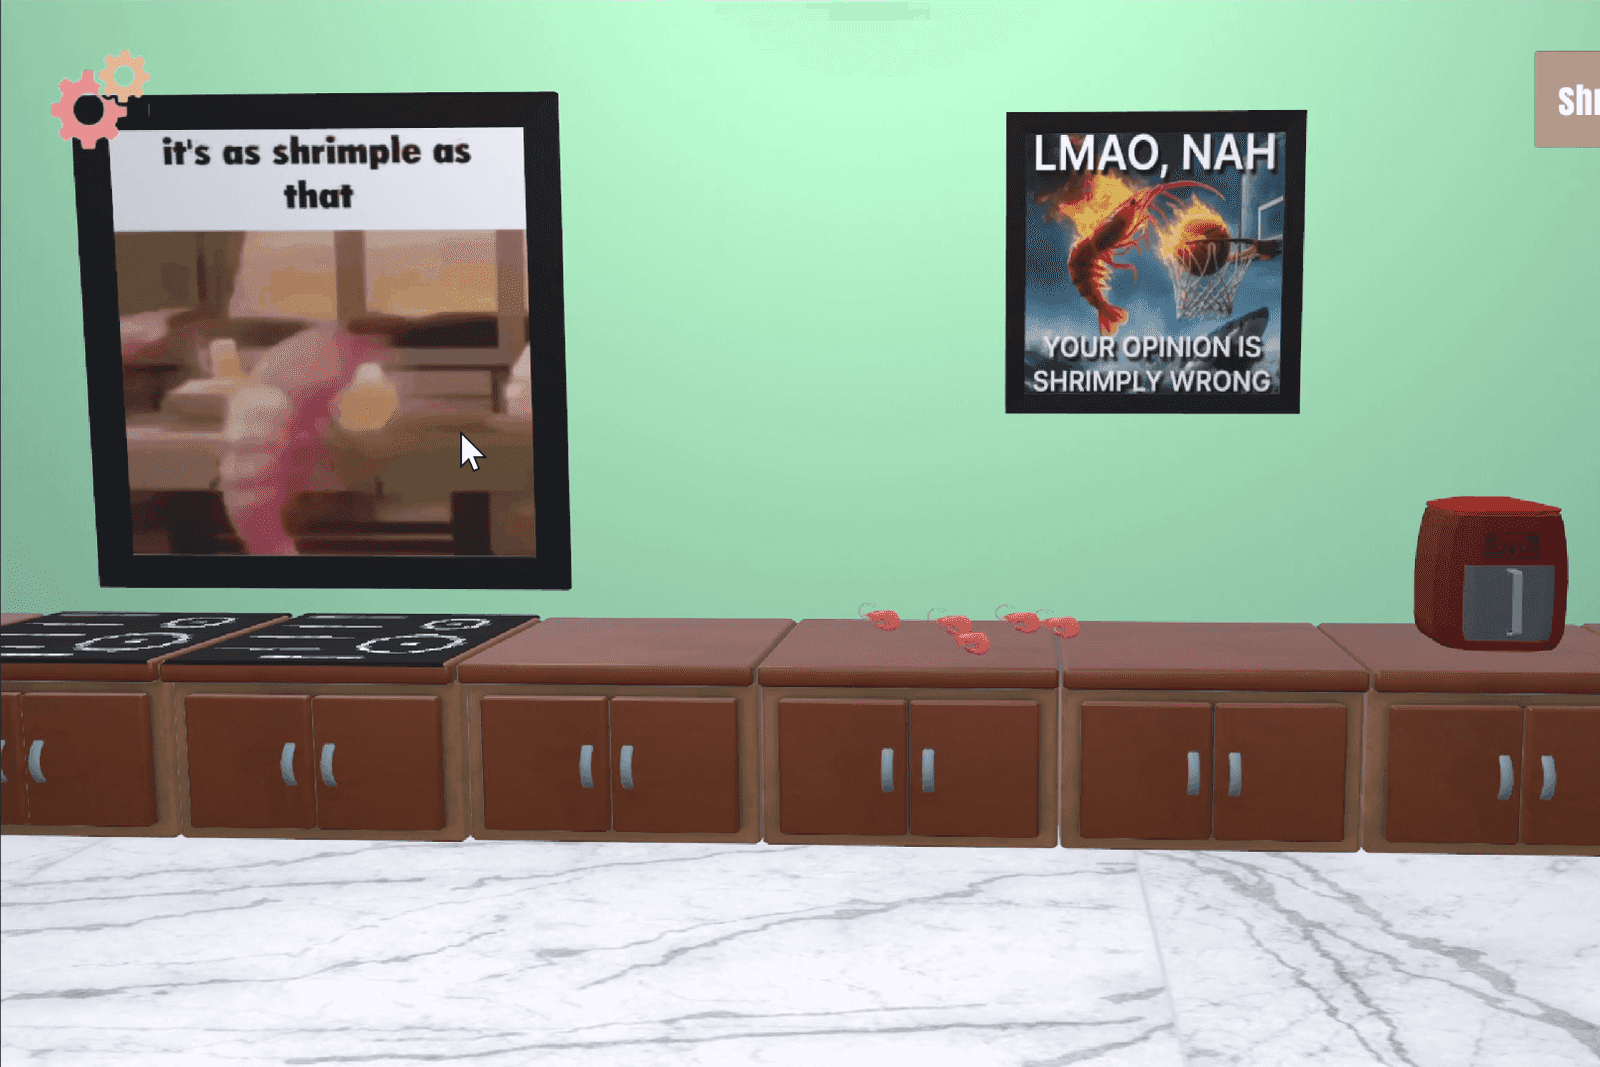 it's as shrimple as
that
LMAO, NAH
YOUR OPINION IS
SHRIMPLY WRONG